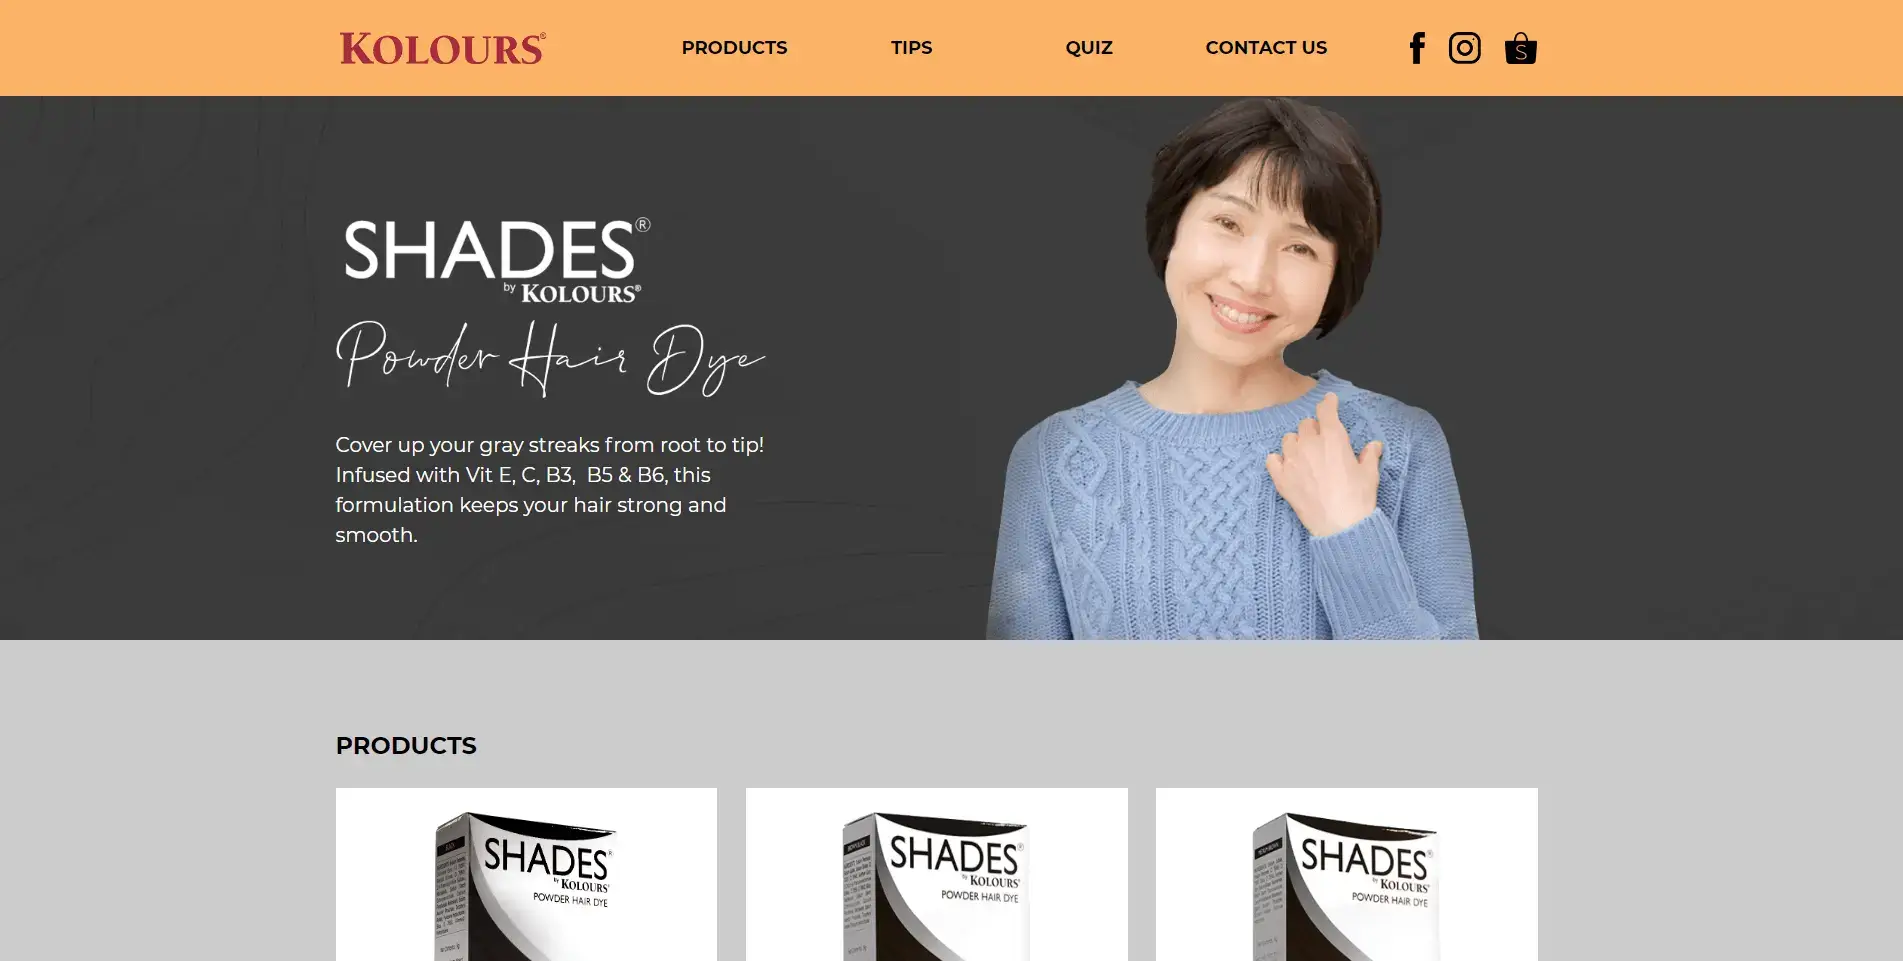 KOLOURS®
PRODUCTS
TIPS
QUIZ
CONTACT US
SHADES®
by KOLOURS®
Powder Hair Dye
Cover up your gray streaks from root to tip!
Infused with Vit E, C, B3,  B5 & B6, this
formulation keeps your hair strong and
smooth.
PRODUCTS
SHADES®
by KOLOURS®
POWDER HAIR DYE
SHADES®
by KOLOURS®
POWDER HAIR DYE
SHADES®
by KOLOURS®
POWDER HAIR DYE